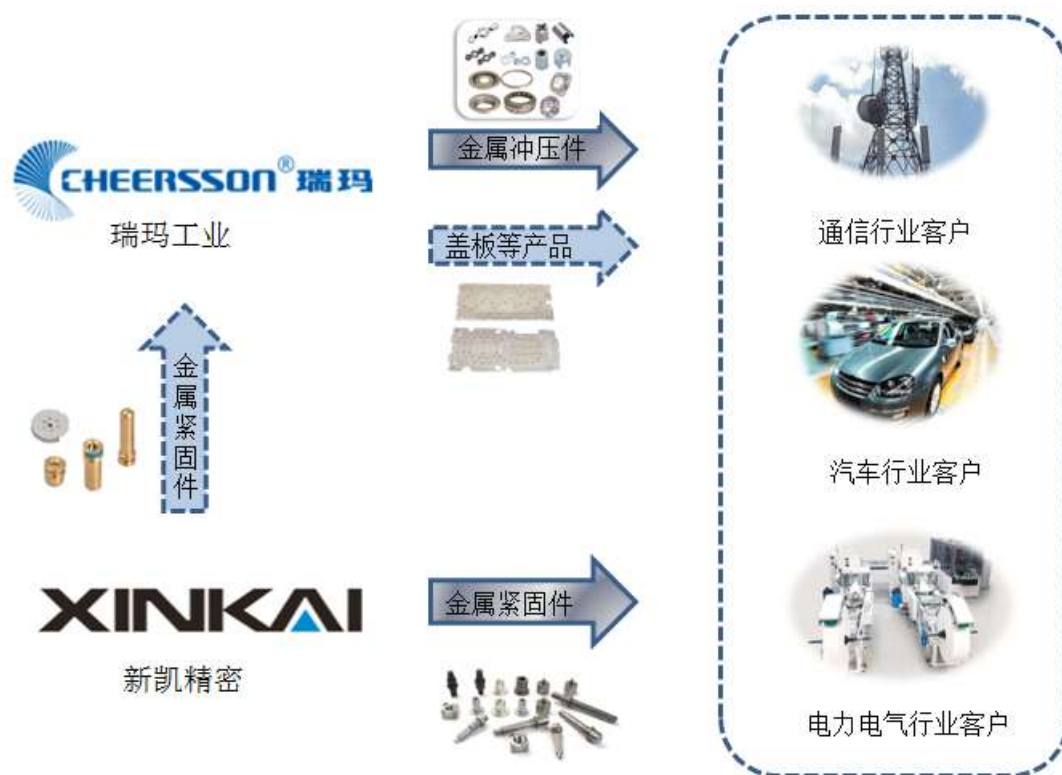 金属冲压件
CHEERSSON®瑞玛
瑞玛工业
盖板等产品
通信行业客户
金属紧固件
汽车行业客户
XINKAI
新凯精密
金属紧固件
电力电气行业客户